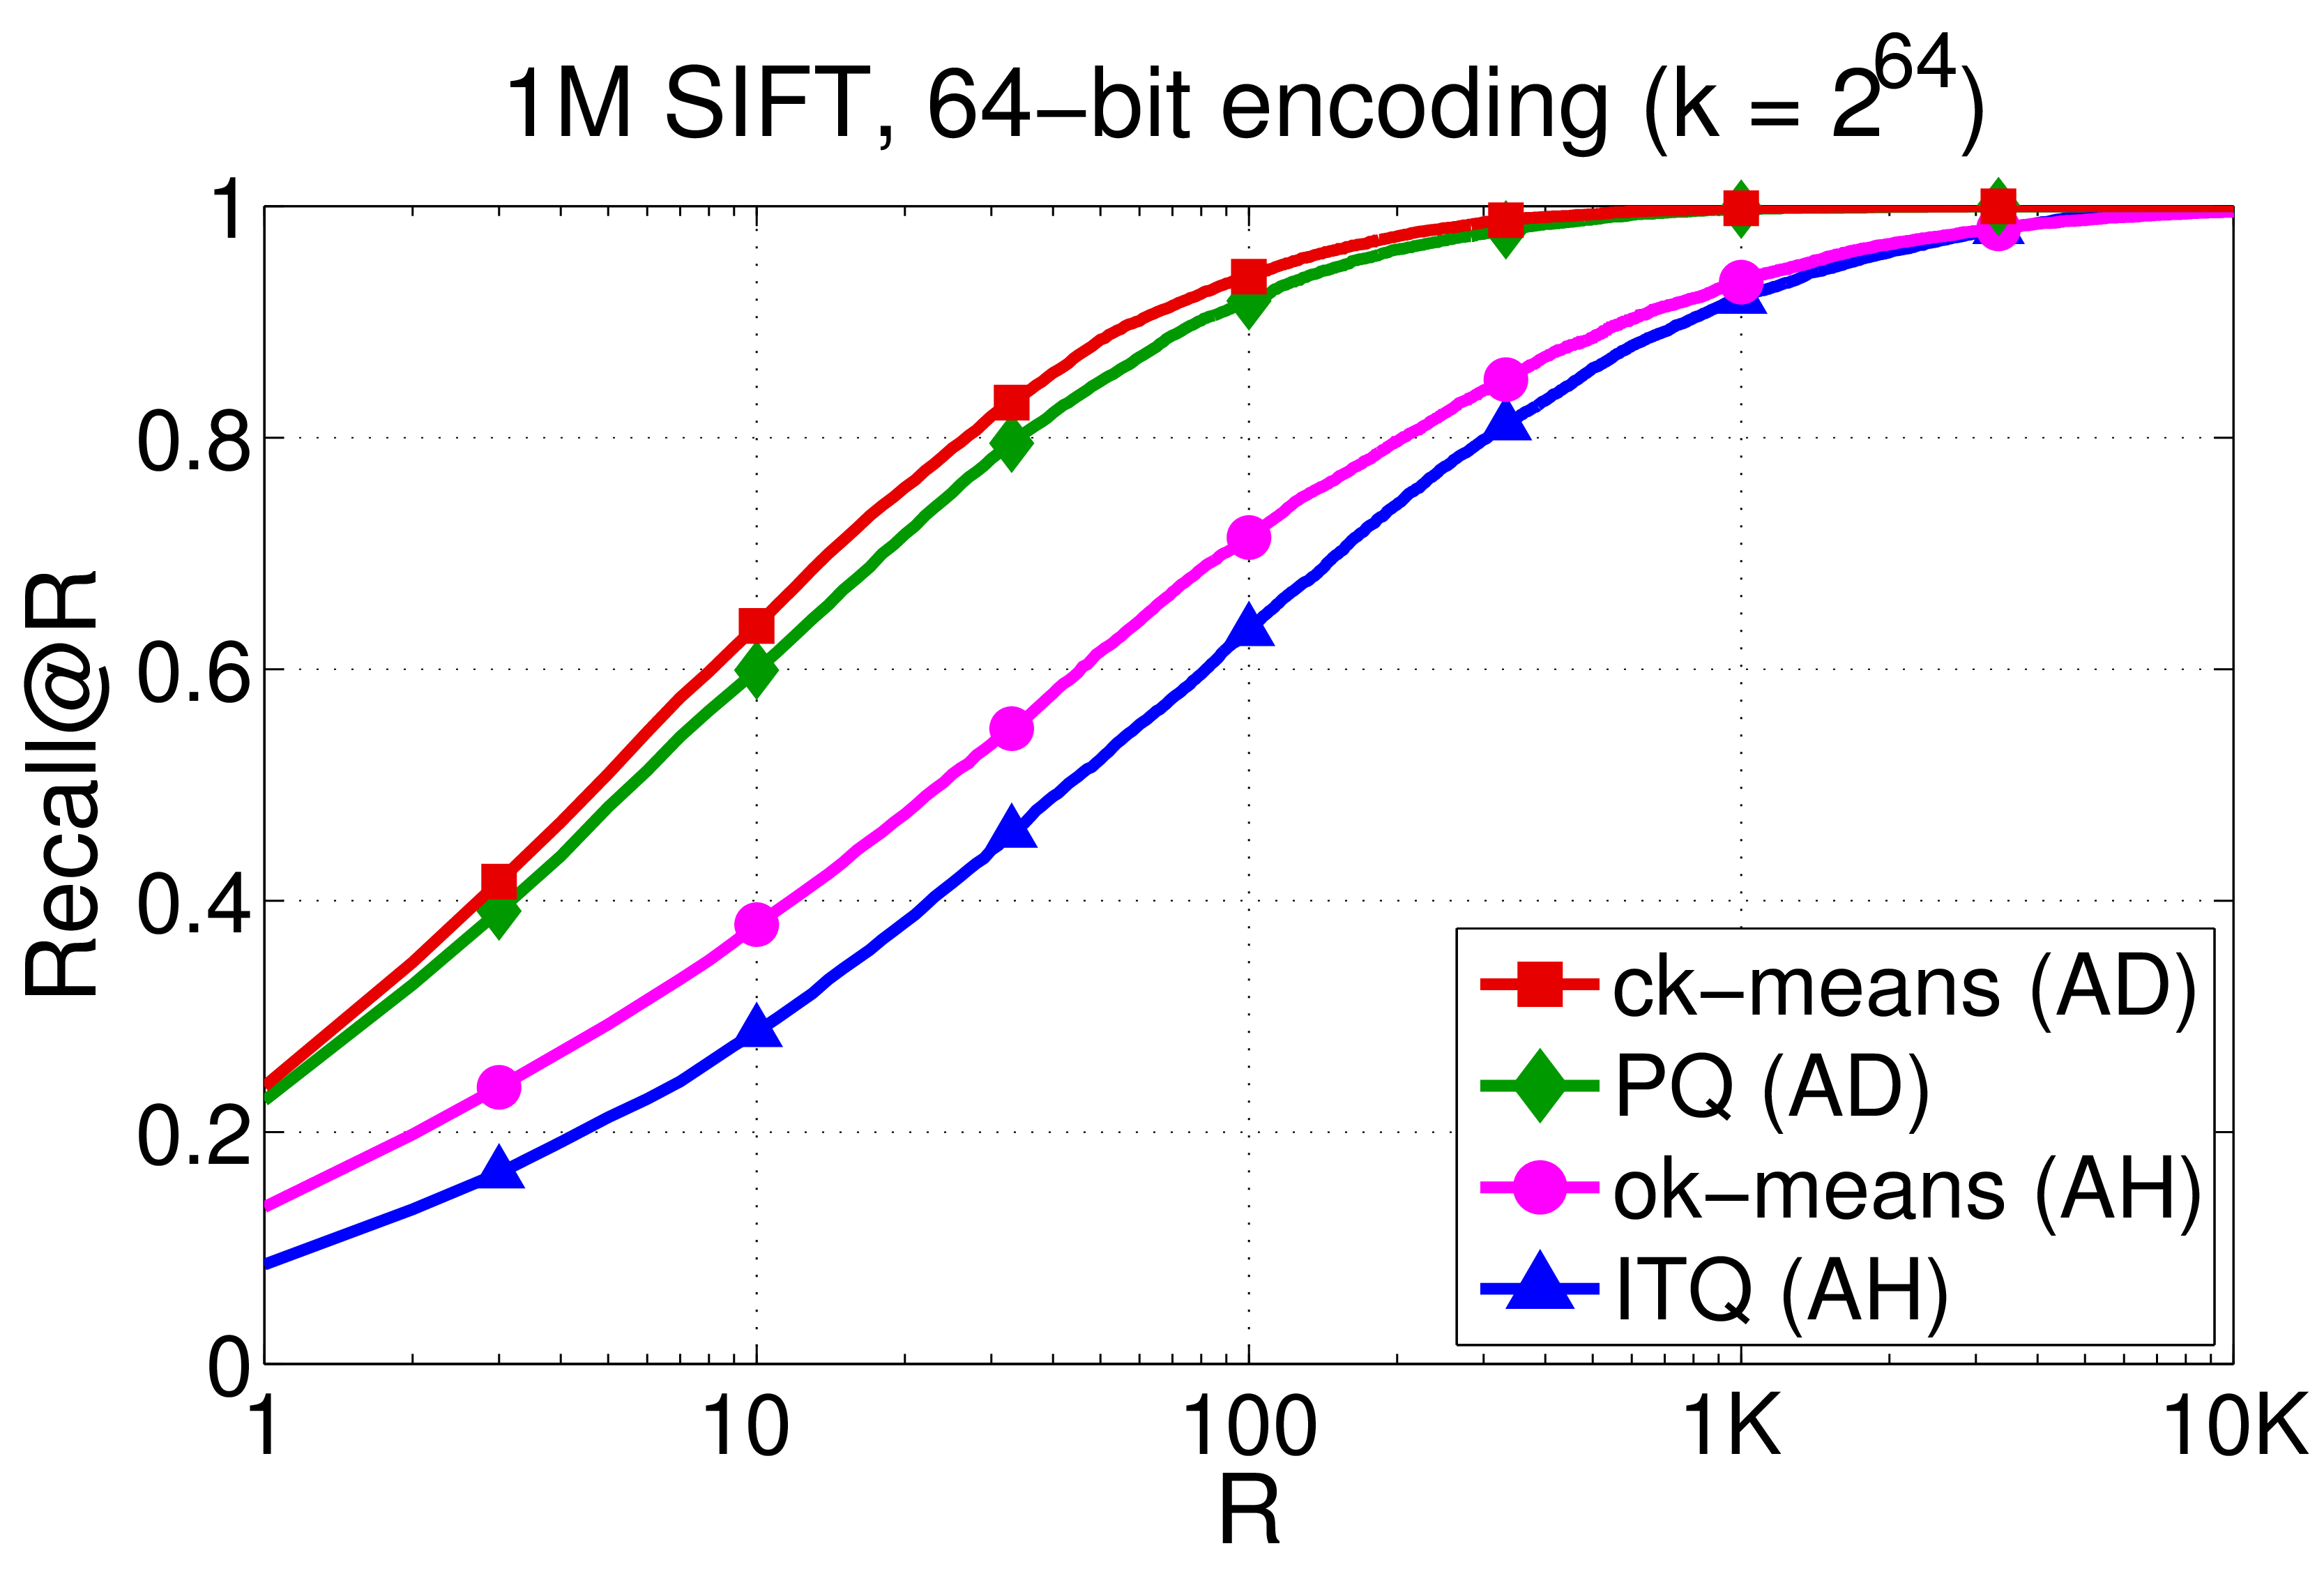 1M SIFT, 64−bit encoding (k = 2^64)
Recall@R
1
0.8
0.6
0.4
0.2
0
1 10 100 1K 10K
R
ck−means (AD)
PQ (AD)
ok−means (AH)
ITQ (AH)